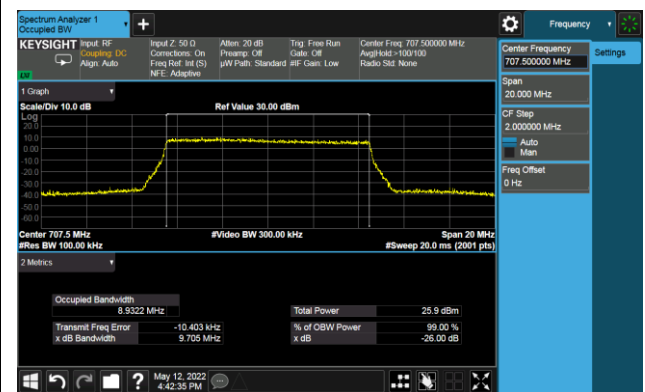 Spectrum Analyzer 1
Occupied BW
Frequency
KEYSIGHT
Input: RF
Coupling: DC
Align: Auto
Input Z: 50 Ω
Corrections: On
Freq Ref: Int (S)
NFE: Adaptive
Atten: 20 dB
Preamp: Off
µW Path: Standard
Trig: Free Run
Gate: Off
#IF Gain: Low
Center Freq: 707.500000 MHz
Avg|Hold:>100/100
Radio Std: None
Center Frequency
707.500000 MHz
Settings
Span
20.000 MHz
CF Step
2.000000 MHz
Auto
Man
Freq Offset
0 Hz
1 Graph
Scale/Div 10.0 dB
Ref Value 30.00 dBm
Log
20.0
10.0
0.00
-10.0
-20.0
-30.0
-40.0
-50.0
-60.0
Center 707.5 MHz
#Video BW 300.00 kHz
Span 20 MHz
#Res BW 100.00 kHz
#Sweep 20.0 ms (2001 pts)
2 Metrics
Occupied Bandwidth
8.9322 MHz
Total Power
25.9 dBm
Transmit Freq Error
-10.403 kHz
% of OBW Power
99.00 %
x dB Bandwidth
9.705 MHz
x dB
-26.00 dB
?
May 12, 2022
4:42:35 PM